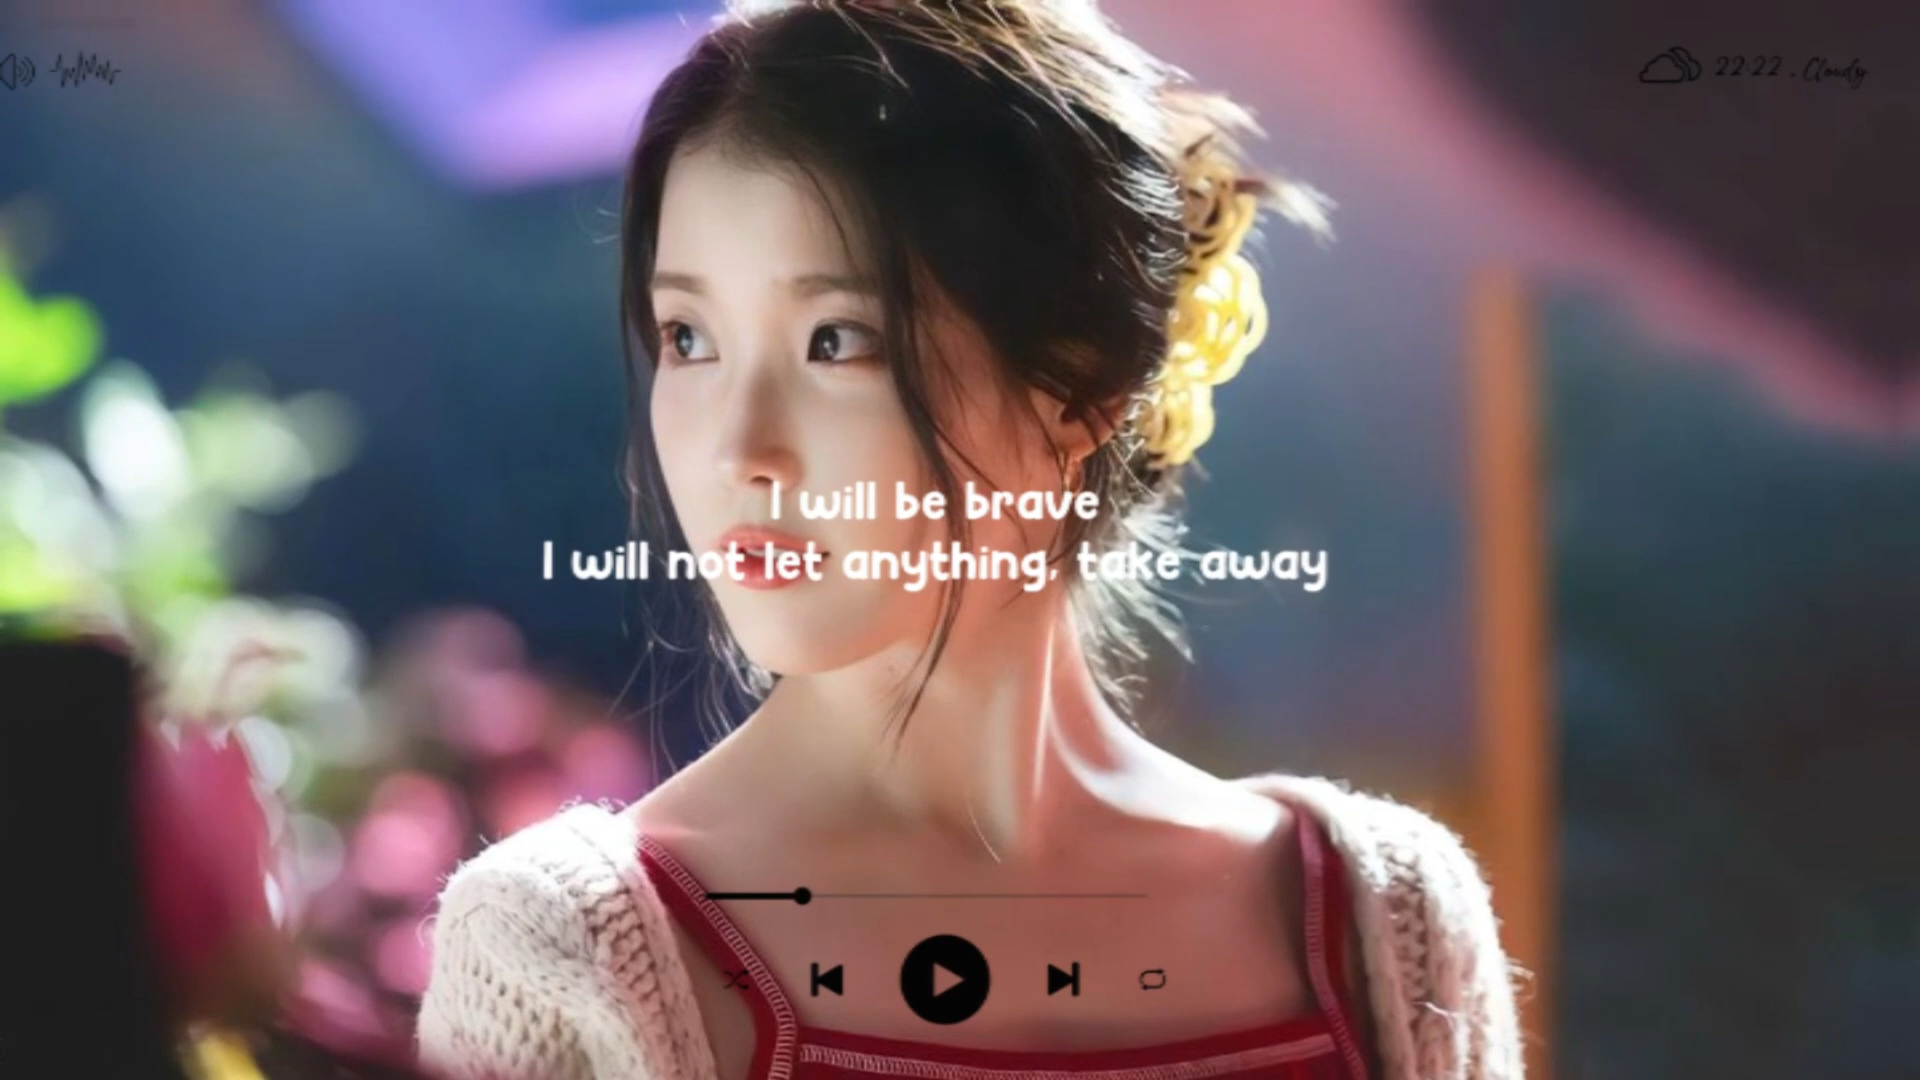 22:22 . Cloudy
I will be brave
I will not let anything, take away